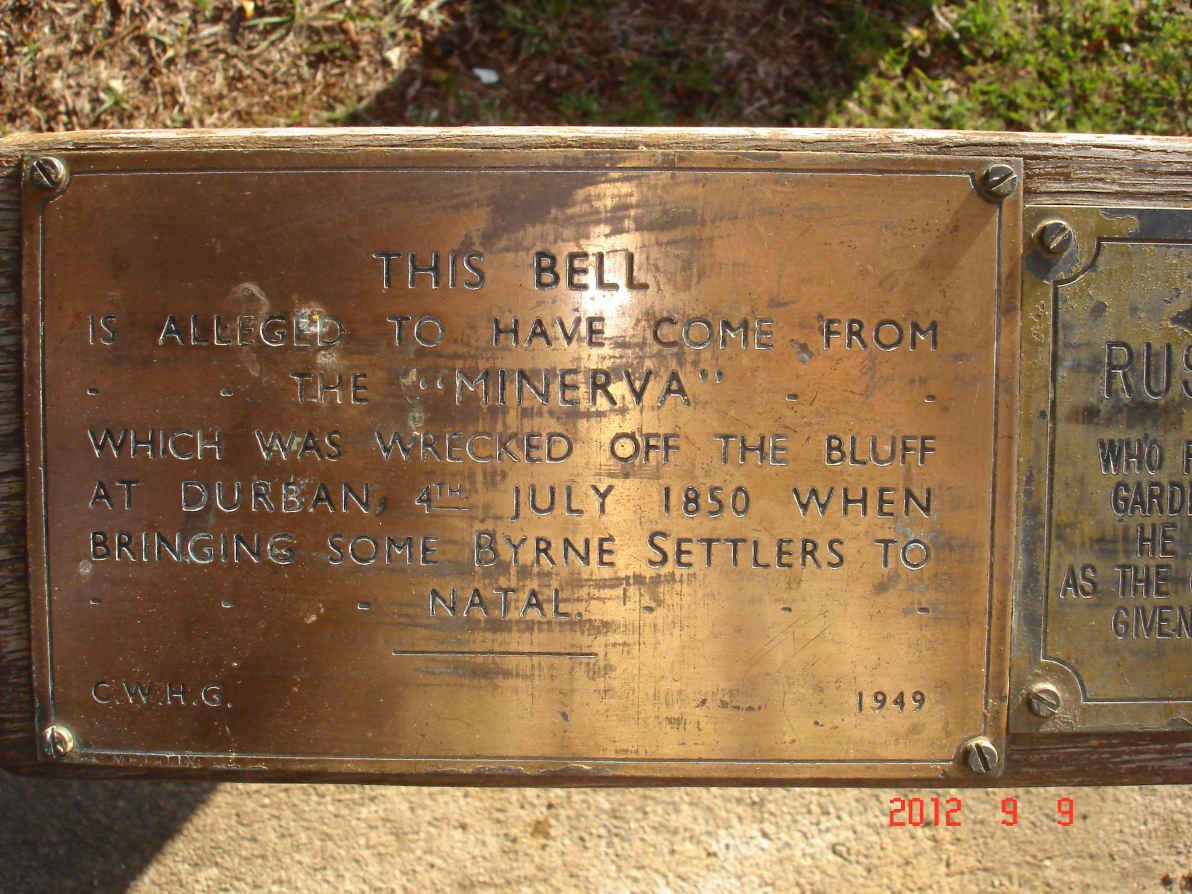 THIS BELL
IS ALLEGED TO HAVE COME FROM
- - THE "MINERVA" - -
WHICH WAS WRECKED OFF THE BLUFF
AT DURBAN, 4TH JULY 1850 WHEN
BRINGING SOME BYRNE SETTLERS TO
- - - NATAL. - - -
C.W.H.G. 1949
RUS
WHO
GARDE
HE
AS THE
GIVEN
2012 9 9